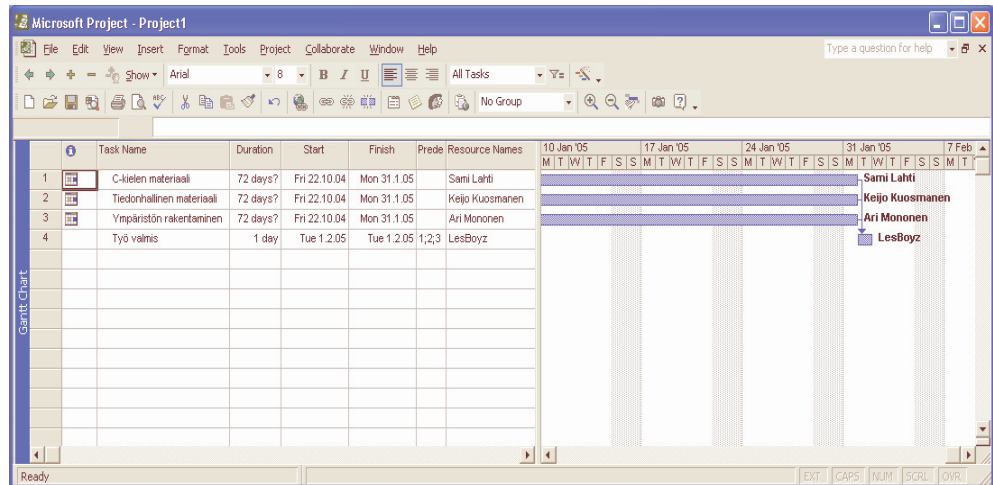 Microsoft Project - Project1
File Edit View Insert Format Tools Project Collaborate Window Help Type a question for help
Show Arial 8 B I U All Tasks
No Group
Task Name Duration Start Finish Prede Resource Names 10 Jan '05 17 Jan '05 24 Jan '05 31 Jan '05 7 Feb
M T W T F S S M T W T F S S M T W T F S S M T W T F S S M T
1 C-kielen materiaali 72 days? Fri 22.10.04 Mon 31.1.05 Sami Lahti Sami Lahti
2 Tiedonhallinen materiaali 72 days? Fri 22.10.04 Mon 31.1.05 Keijo Kuosmanen Keijo Kuosmanen
3 Ympäristön rakentaminen 72 days? Fri 22.10.04 Mon 31.1.05 Ari Mononen Ari Mononen
4 Työ valmis 1 day Tue 1.2.05 Tue 1.2.05 1;2;3 LesBoyz LesBoyz
Gantt Chart
Ready EXT CAPS NUM SCRL OVR